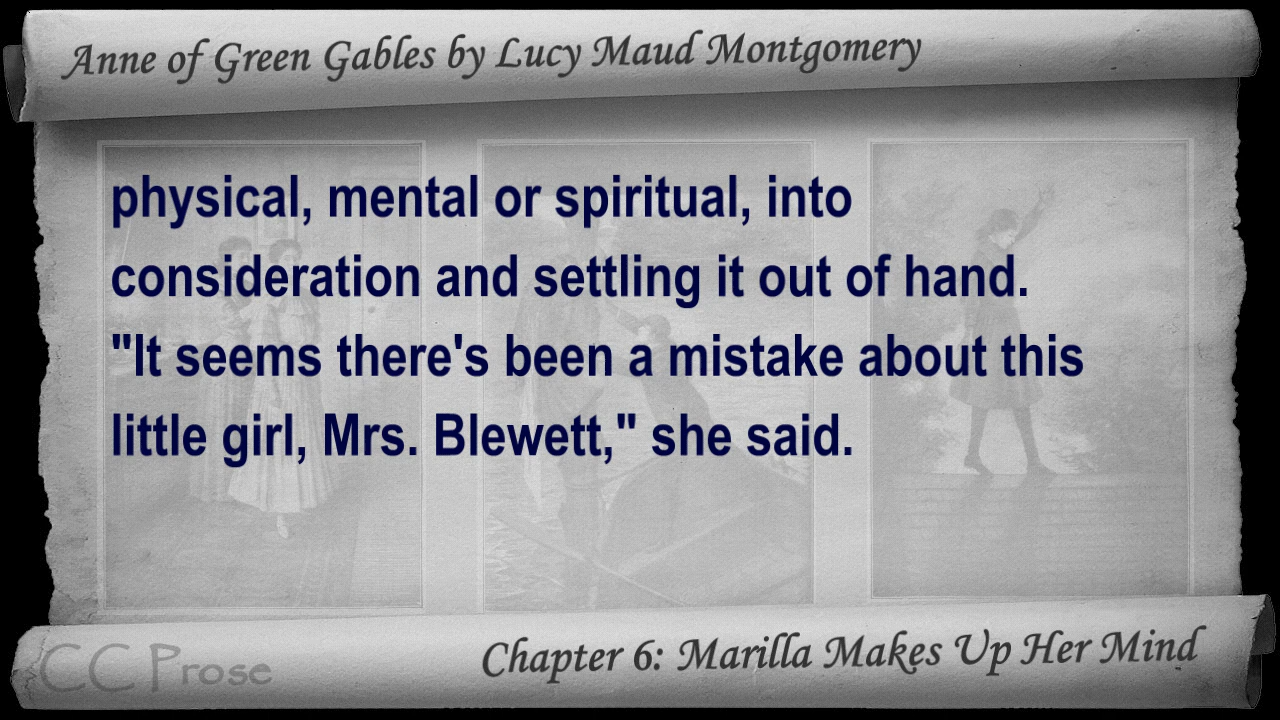 Anne of Green Gables by Lucy Maud Montgomery
physical, mental or spiritual, into
consideration and settling it out of hand.
"It seems there's been a mistake about this
little girl, Mrs. Blewett," she said.
CC Prose
Chapter 6: Marilla Makes Up Her Mind